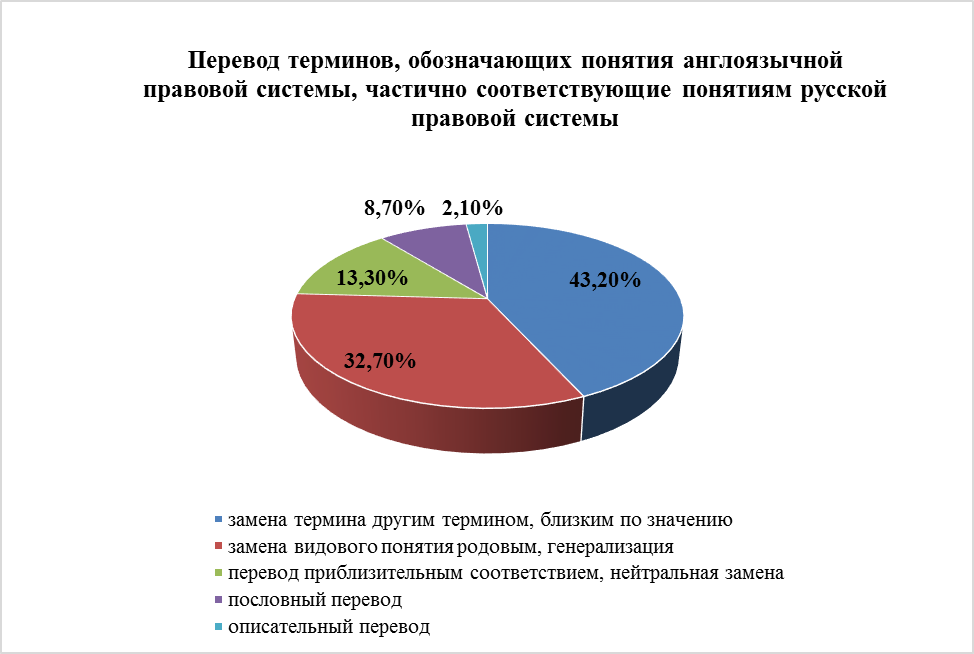 Перевод терминов, обозначающих понятия англоязычной
правовой системы, частично соответствующие понятиям русской
правовой системы
8,70% 2,10%
13,30%
43,20%
32,70%
замена термина другим термином, близким по значению
замена видового понятия родовым, генерализация
перевод приблизительным соответствием, нейтральная замена
пословный перевод
описательный перевод